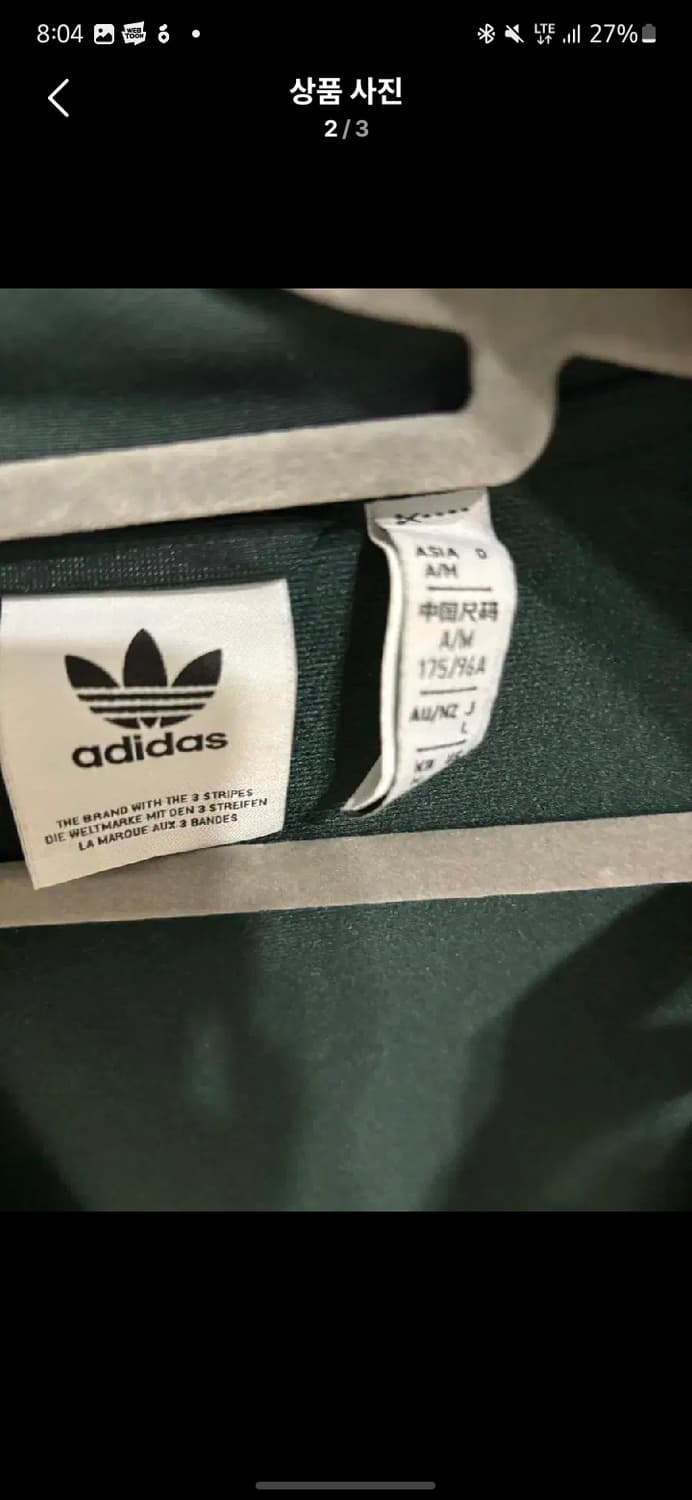 8:04
LTE
27%
상품 사진
2/3
ASIA D
A/M
中国尺码
A/M
175/96A
AU/NZ J
L
adidas
THE BRAND WITH THE 3 STRIPES
DIE WELTMARKE MIT DEN 3 STREIFEN
LA MARQUE AUX 3 BANDES